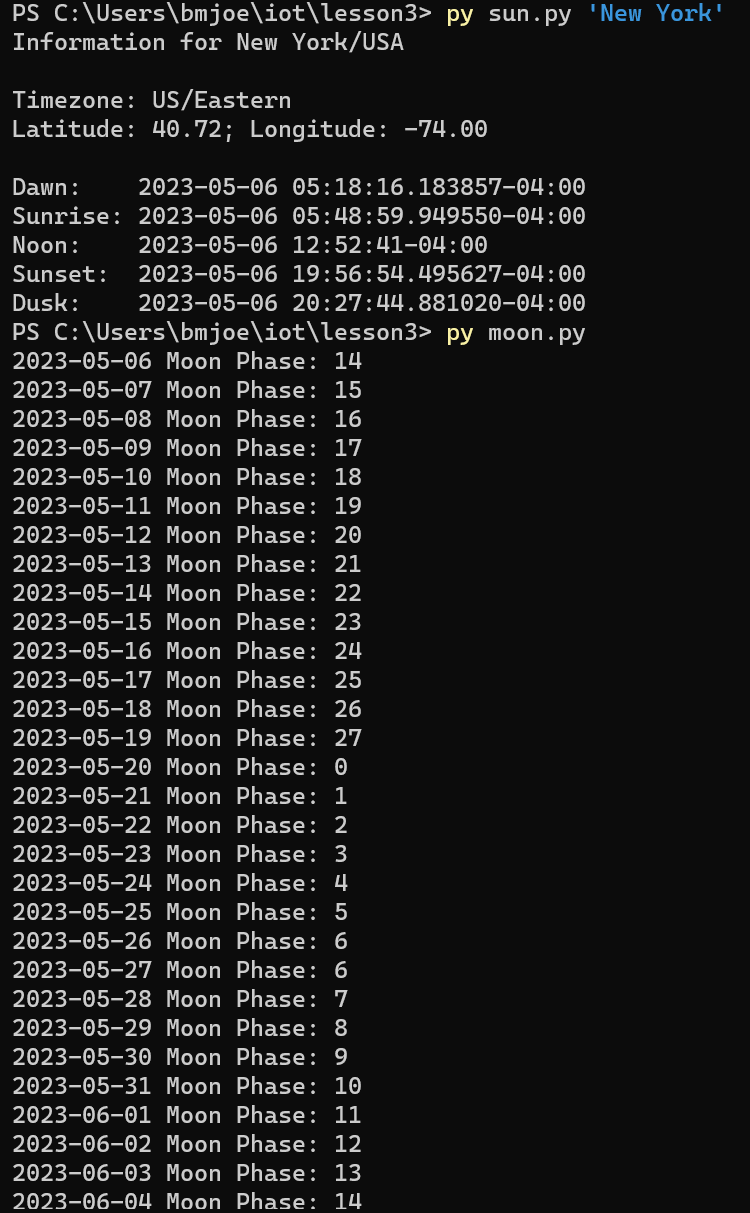 PS C:\Users\bmjoe\iot\lesson3> py sun.py 'New York'
Information for New York/USA
Timezone: US/Eastern
Latitude: 40.72; Longitude: -74.00
Dawn:    2023-05-06 05:18:16.183857-04:00
Sunrise: 2023-05-06 05:48:59.949550-04:00
Noon:    2023-05-06 12:52:41-04:00
Sunset:  2023-05-06 19:56:54.495627-04:00
Dusk:    2023-05-06 20:27:44.881020-04:00
PS C:\Users\bmjoe\iot\lesson3> py moon.py
2023-05-06 Moon Phase: 14
2023-05-07 Moon Phase: 15
2023-05-08 Moon Phase: 16
2023-05-09 Moon Phase: 17
2023-05-10 Moon Phase: 18
2023-05-11 Moon Phase: 19
2023-05-12 Moon Phase: 20
2023-05-13 Moon Phase: 21
2023-05-14 Moon Phase: 22
2023-05-15 Moon Phase: 23
2023-05-16 Moon Phase: 24
2023-05-17 Moon Phase: 25
2023-05-18 Moon Phase: 26
2023-05-19 Moon Phase: 27
2023-05-20 Moon Phase: 0
2023-05-21 Moon Phase: 1
2023-05-22 Moon Phase: 2
2023-05-23 Moon Phase: 3
2023-05-24 Moon Phase: 4
2023-05-25 Moon Phase: 5
2023-05-26 Moon Phase: 6
2023-05-27 Moon Phase: 6
2023-05-28 Moon Phase: 7
2023-05-29 Moon Phase: 8
2023-05-30 Moon Phase: 9
2023-05-31 Moon Phase: 10
2023-06-01 Moon Phase: 11
2023-06-02 Moon Phase: 12
2023-06-03 Moon Phase: 13
2023-06-04 Moon Phase: 14